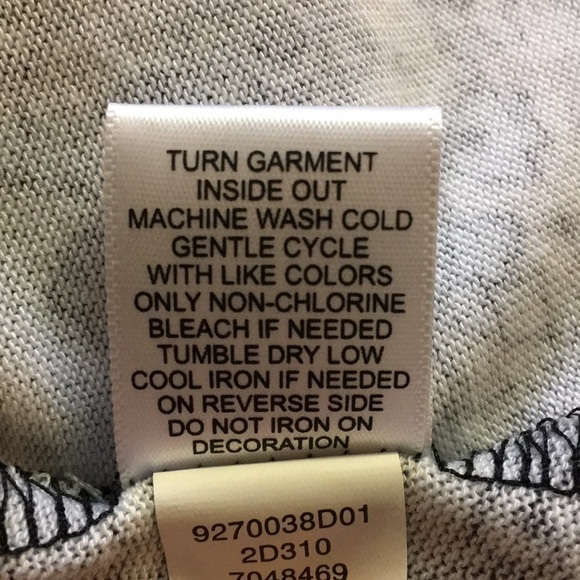 TURN GARMENT
INSIDE OUT
MACHINE WASH COLD
GENTLE CYCLE
WITH LIKE COLORS
ONLY NON-CHLORINE
BLEACH IF NEEDED
TUMBLE DRY LOW
COOL IRON IF NEEDED
ON REVERSE SIDE
DO NOT IRON ON
DECORATION
9270038D01
2D310
7048469